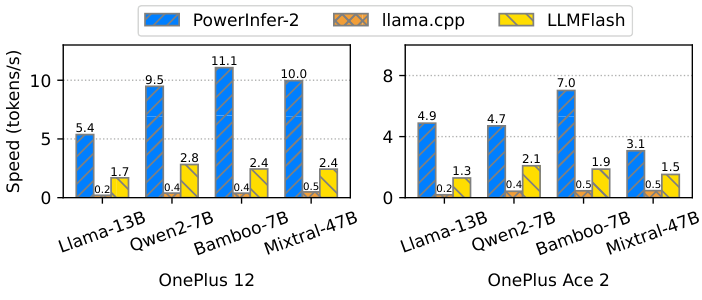 PowerInfer-2 llama.cpp LLMFlash
Speed (tokens/s)
10
5
0
5.4 0.2 1.7 9.5 0.4 2.8 11.1 0.4 2.4 10.0 0.5 2.4
Llama-13B Qwen2-7B Bamboo-7B Mixtral-47B
OnePlus 12
8
4
0
4.9 0.2 1.3 4.7 0.4 2.1 7.0 0.5 1.9 3.1 0.5 1.5
Llama-13B Qwen2-7B Bamboo-7B Mixtral-47B
OnePlus Ace 2